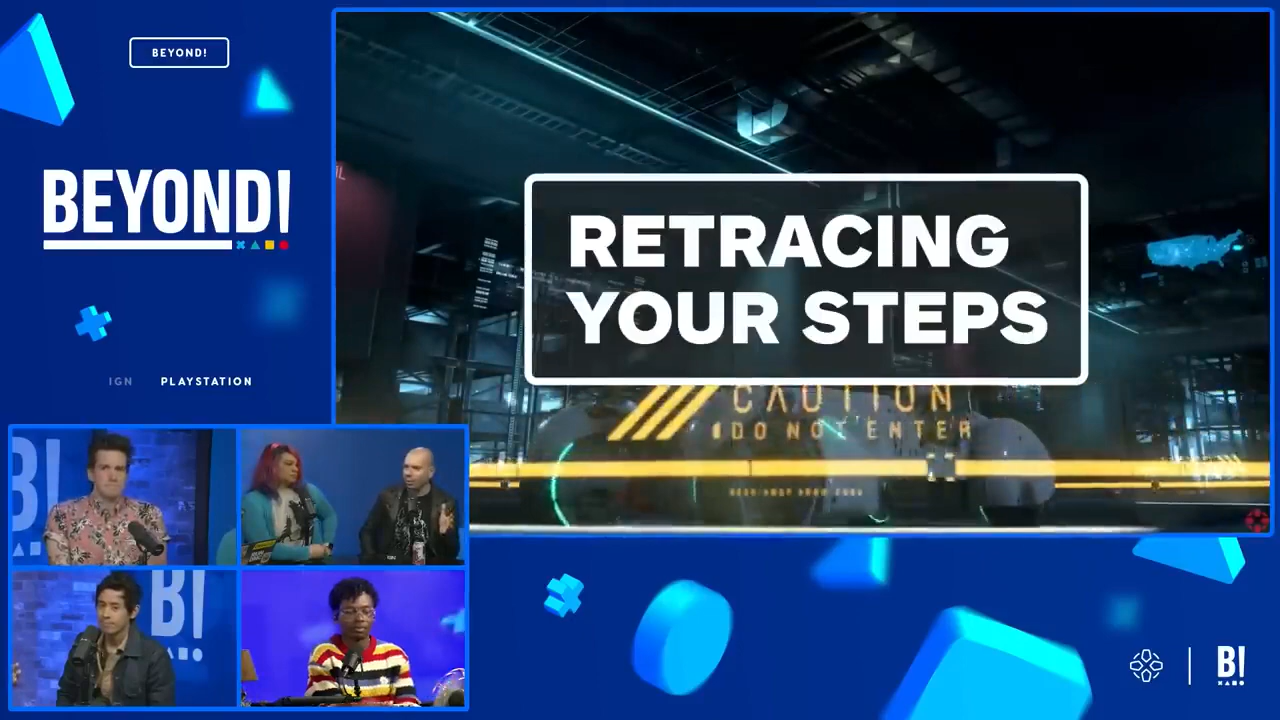 BEYOND!
BEYOND!
IGN PLAYSTATION
RETRACING
YOUR STEPS
CAUTION
DO NOT ENTER
B!
B!
B!